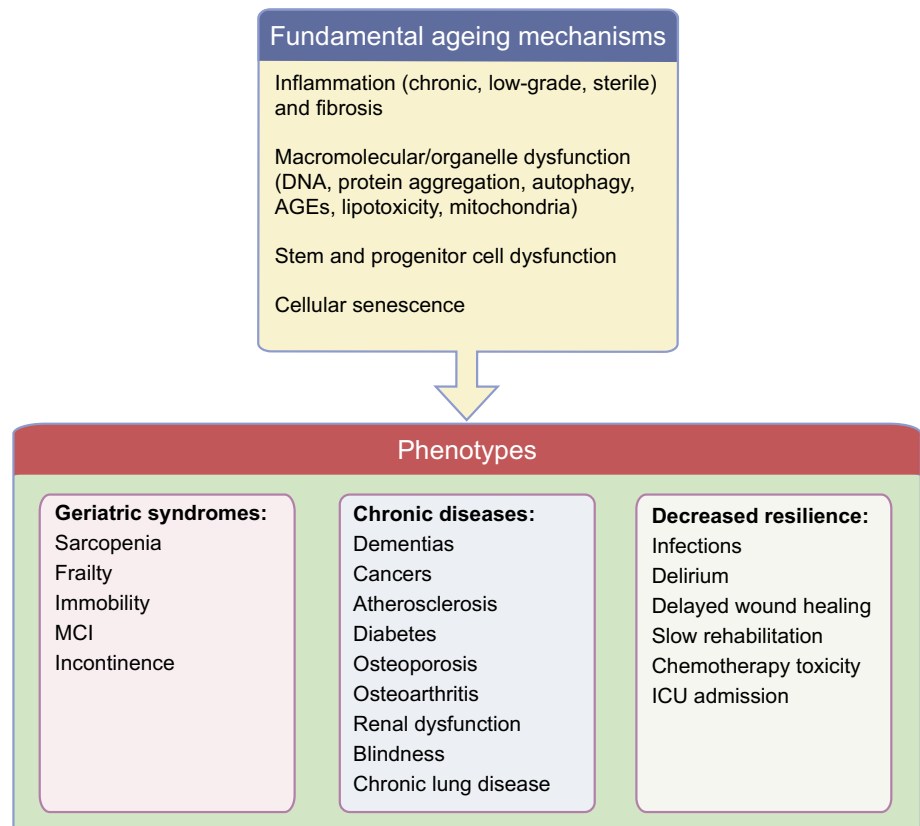 Fundamental ageing mechanisms
Inflammation (chronic, low-grade, sterile)
and fibrosis
Macromolecular/organelle dysfunction
(DNA, protein aggregation, autophagy,
AGEs, lipotoxicity, mitochondria)
Stem and progenitor cell dysfunction
Cellular senescence
Phenotypes
Geriatric syndromes:
Sarcopenia
Frailty
Immobility
MCI
Incontinence
Chronic diseases:
Dementias
Cancers
Atherosclerosis
Diabetes
Osteoporosis
Osteoarthritis
Renal dysfunction
Blindness
Chronic lung disease
Decreased resilience:
Infections
Delirium
Delayed wound healing
Slow rehabilitation
Chemotherapy toxicity
ICU admission